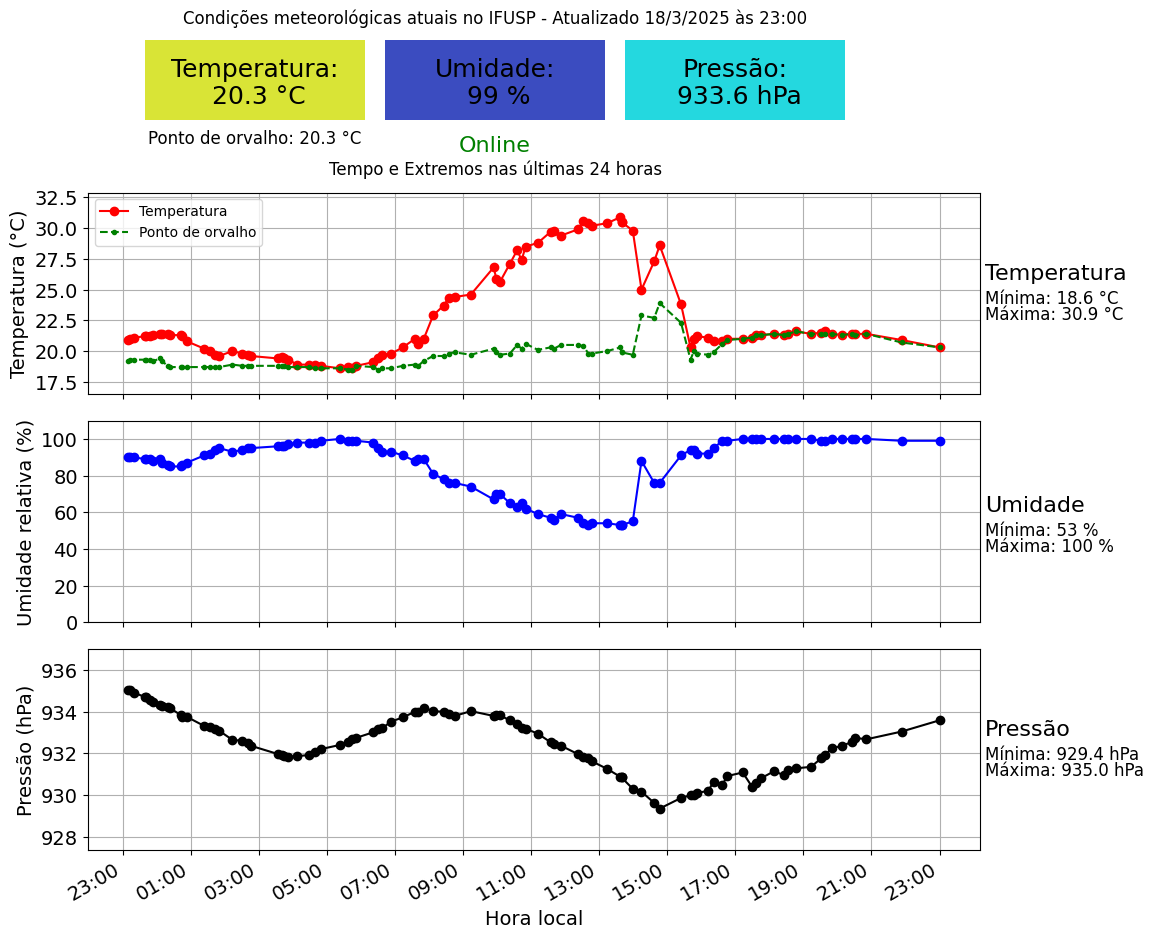 Condições meteorológicas atuais no IFUSP - Atualizado 18/3/2025 às 23:00
Temperatura:
20.3 °C
Umidade:
99 %
Pressão:
933.6 hPa
Ponto de orvalho: 20.3 °C
Online
Tempo e Extremos nas últimas 24 horas
Temperatura (°C)
32.5
30.0
27.5
25.0
22.5
20.0
17.5
Temperatura
Ponto de orvalho
Temperatura
Mínima: 18.6 °C
Máxima: 30.9 °C
Umidade relativa (%)
100
80
60
40
20
0
Umidade
Mínima: 53 %
Máxima: 100 %
Pressão (hPa)
936
934
932
930
928
Pressão
Mínima: 929.4 hPa
Máxima: 935.0 hPa
23:00 01:00 03:00 05:00 07:00 09:00 11:00 13:00 15:00 17:00 19:00 21:00 23:00
Hora local